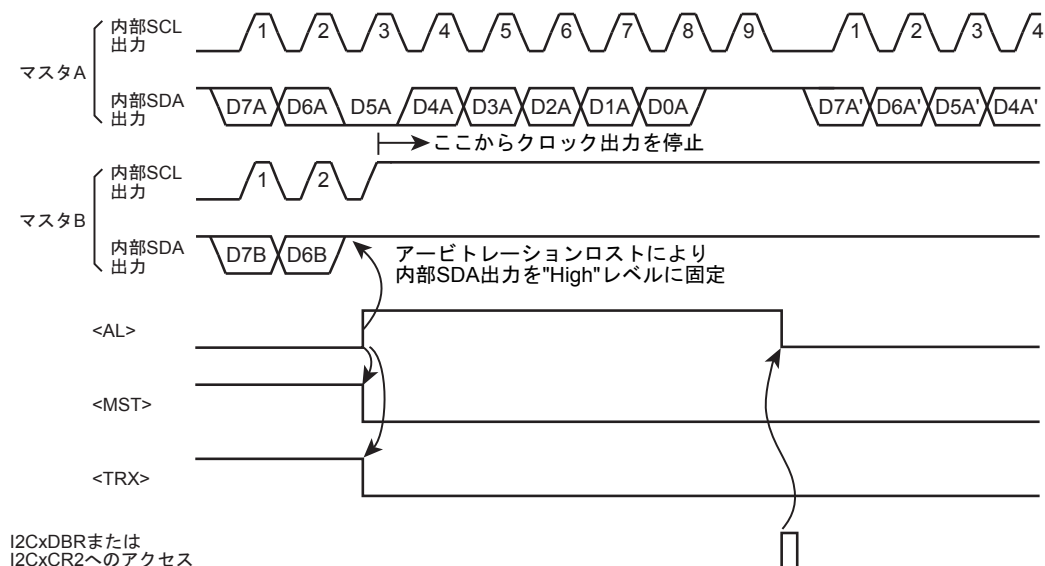 マスタA
内部SCL
出力
1 2 3 4 5 6 7 8 9 1 2 3 4
内部SDA
出力
D7A D6A D5A D4A D3A D2A D1A D0A D7A' D6A' D5A' D4A'
ここからクロック出力を停止
マスタB
内部SCL
出力
1 2
内部SDA
出力
D7B D6B
アービトレーションロストにより
内部SDA出力を"High"レベルに固定
<AL>
<MST>
<TRX>
I2CxDBRまたは
I2CxCR2へのアクセス